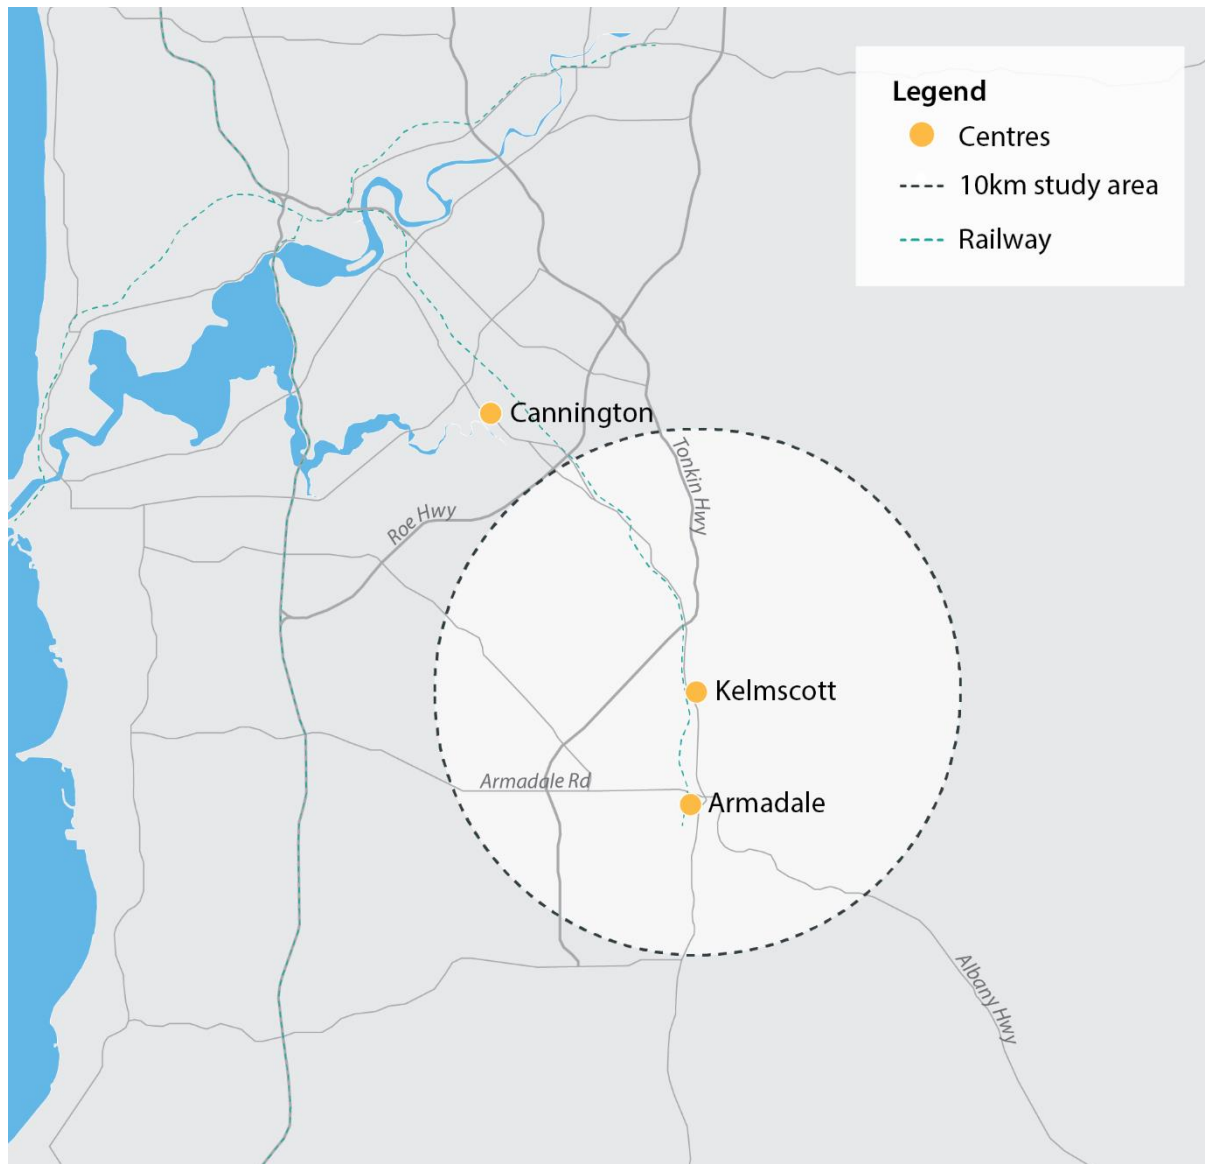 Legend
Centres
10km study area
Railway
Cannington
Tonkin Hwy
Roe Hwy
Kelmscott
Armadale Rd
Armadale
Albany Hwy